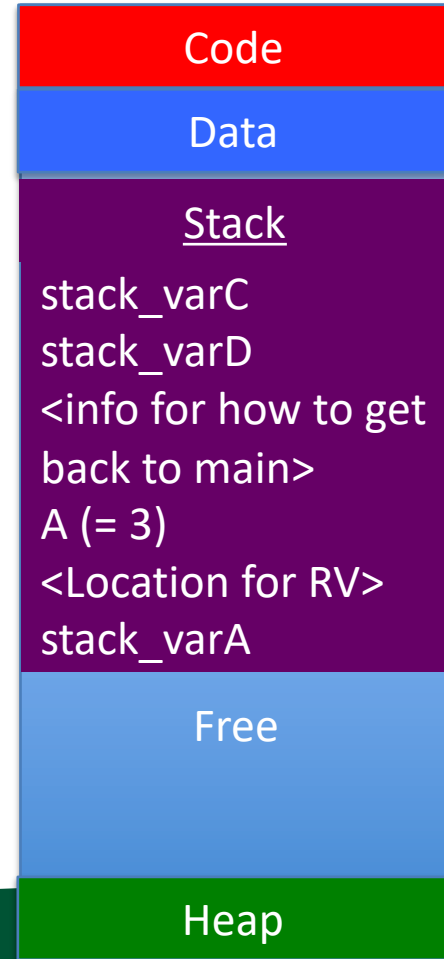 Code
Data
Stack
stack_varC
stack_varD
<info for how to get
back to main>
A (= 3)
<Location for RV>
stack_varA
Free
Heap